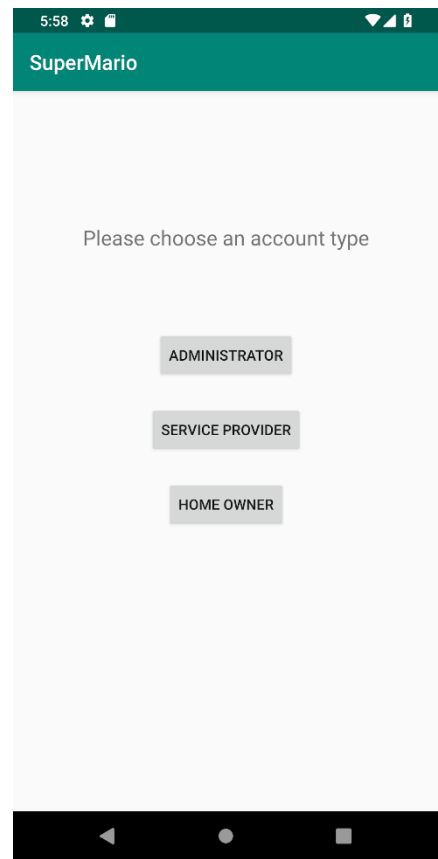 5:58
SuperMario
Please choose an account type
ADMINISTRATOR
SERVICE PROVIDER
HOME OWNER